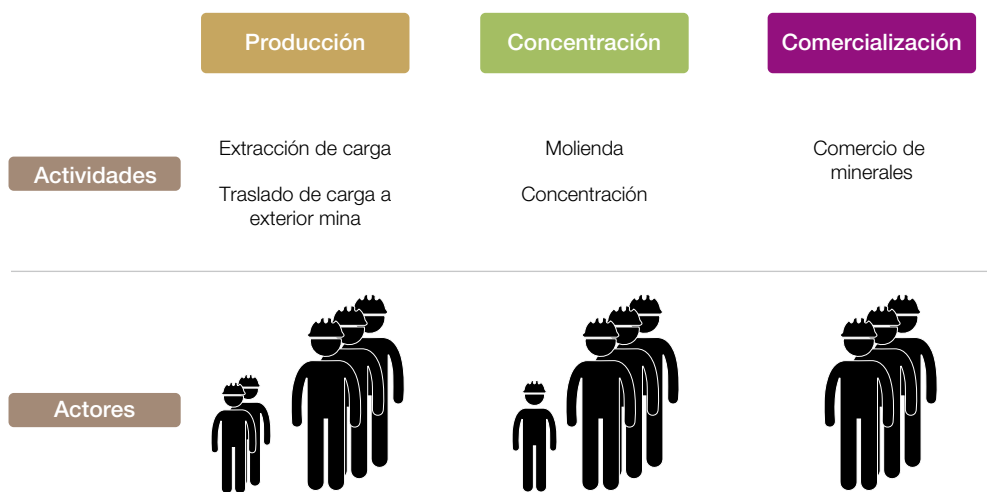 Producción
Concentración
Comercialización
Actividades
Extracción de carga
Traslado de carga a
exterior mina
Molienda
Concentración
Comercio de
minerales
Actores